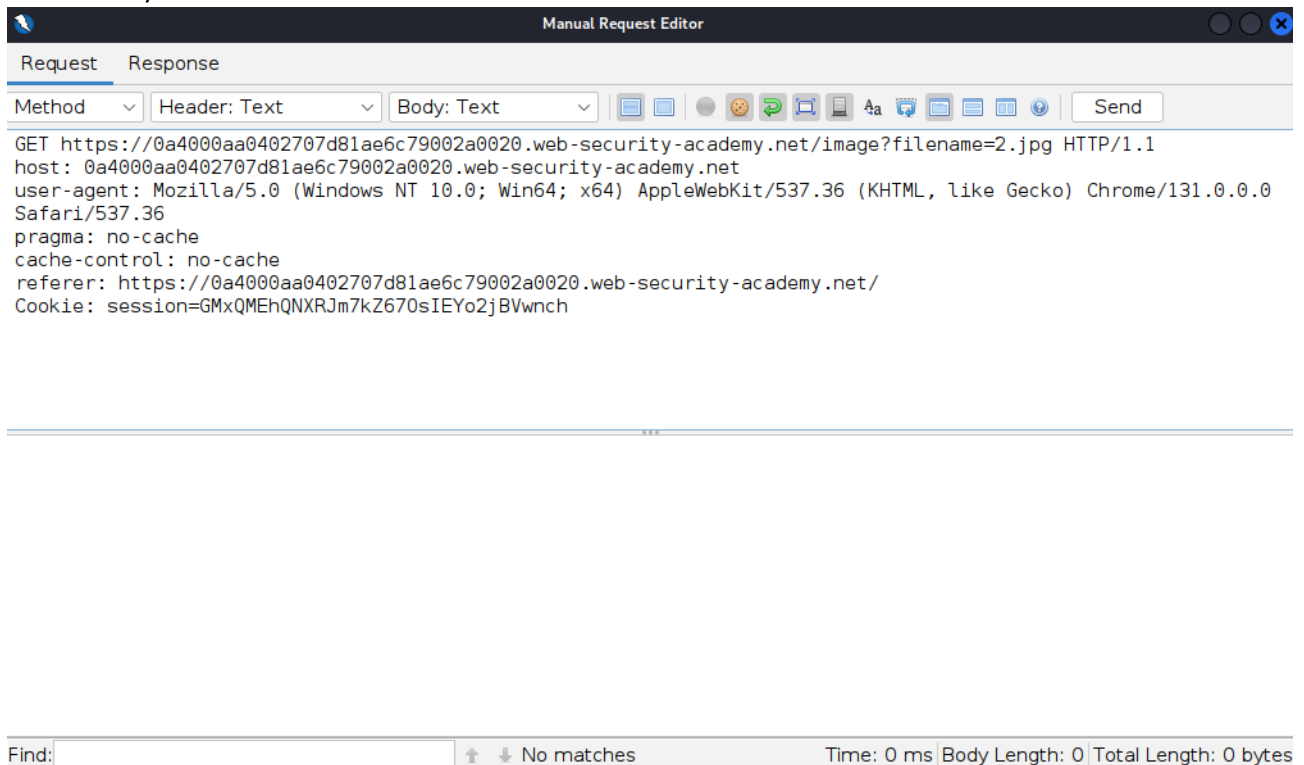 Manual Request Editor
Request Response
Method Header: Text Body: Text Send
GET https://0a4000aa0402707d81ae6c79002a0020.web-security-academy.net/image?filename=2.jpg HTTP/1.1
host: 0a4000aa0402707d81ae6c79002a0020.web-security-academy.net
user-agent: Mozilla/5.0 (Windows NT 10.0; Win64; x64) AppleWebKit/537.36 (KHTML, like Gecko) Chrome/131.0.0.0
Safari/537.36
pragma: no-cache
cache-control: no-cache
referer: https://0a4000aa0402707d81ae6c79002a0020.web-security-academy.net/
Cookie: session=GMxQMEhQNXRJm7kZ67OsIEYo2jBVwnch
Find: No matches Time: 0 ms Body Length: 0 Total Length: 0 bytes